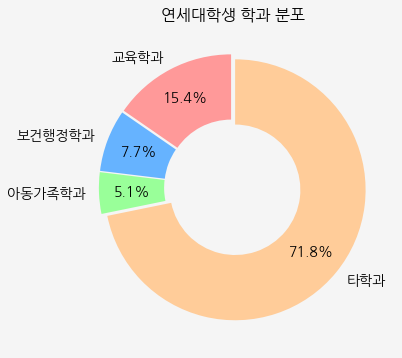 연세대학생 학과 분포
교육학과
15.4%
보건행정학과
7.7%
아동가족학과
5.1%
71.8%
타학과